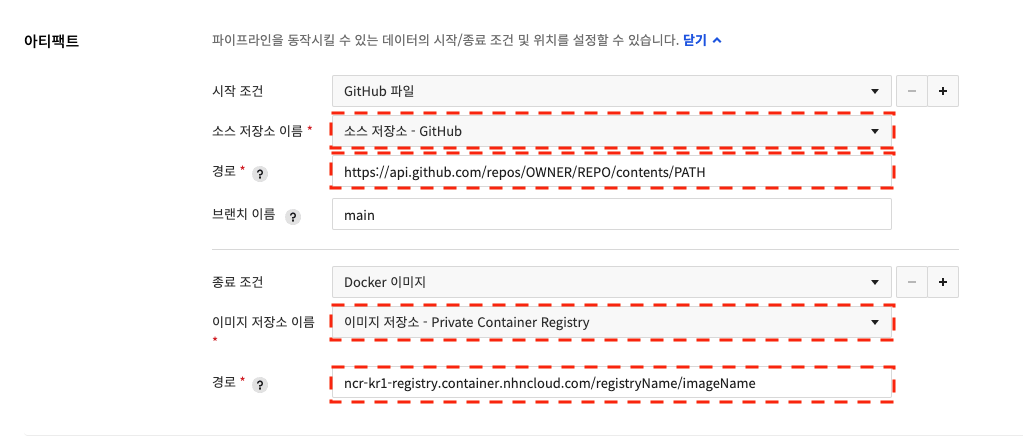 아티팩트
파이프라인을 동작시킬 수 있는 데이터의 시작/종료 조건 및 위치를 설정할 수 있습니다. 닫기
시작 조건
GitHub 파일
− +
소스 저장소 이름 *
소스 저장소 - GitHub
경로 * ?
https://api.github.com/repos/OWNER/REPO/contents/PATH
브랜치 이름 ?
main
종료 조건
Docker 이미지
− +
이미지 저장소 이름
*
이미지 저장소 - Private Container Registry
경로 * ?
ncr-kr1-registry.container.nhncloud.com/registryName/imageName